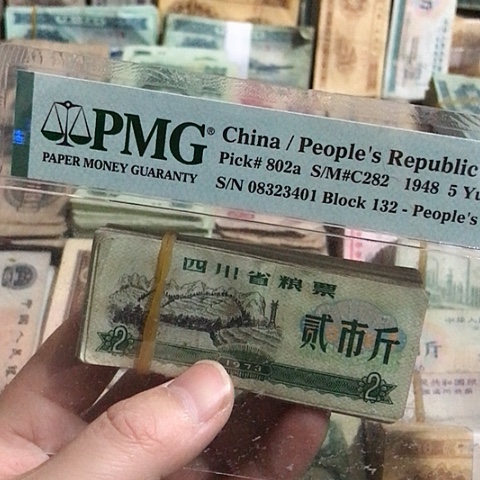 PMG®
PAPER MONEY GUARANTY
China / People's Republic
Pick# 802a S/M#C282 1948 5 Yu
S/N 08323401 Block 132 - People's
四川省粮票
贰市斤
2
1973
2